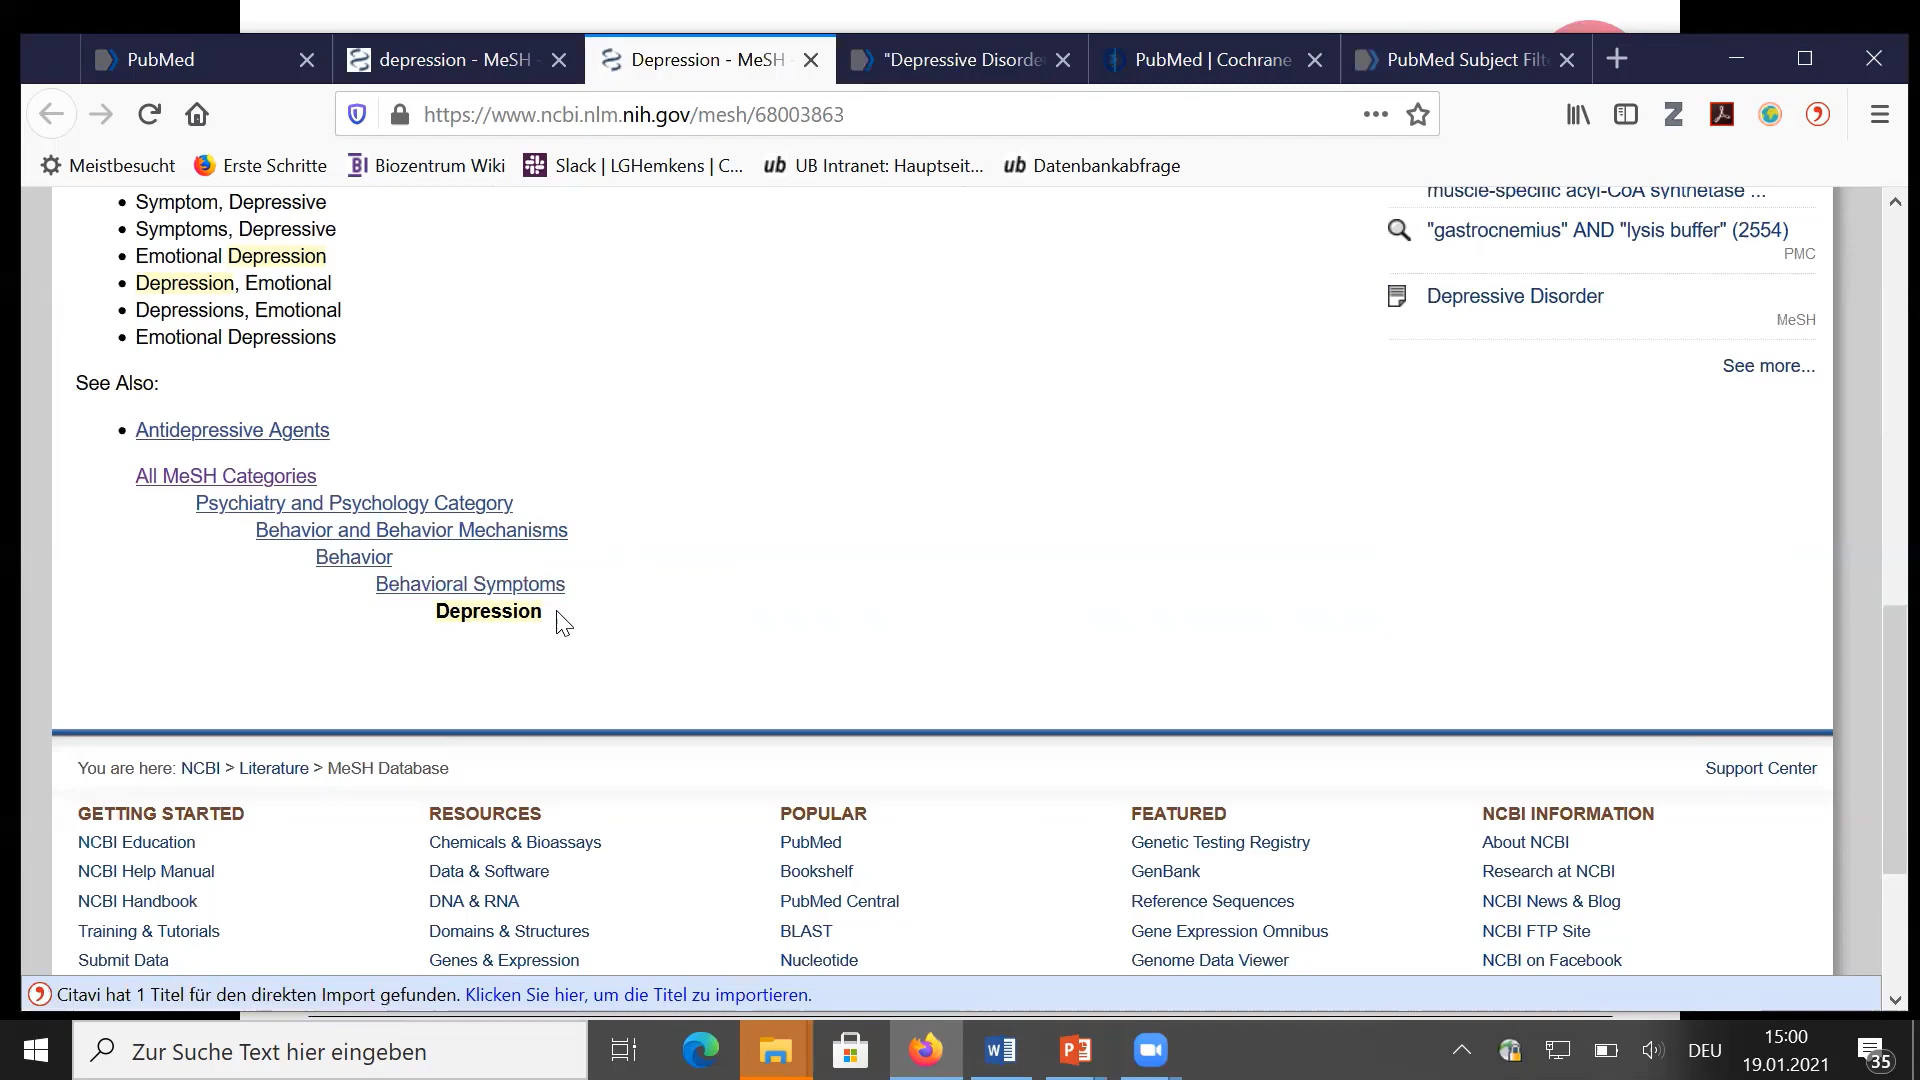 PubMed
depression - MeSH -
Depression - MeSH
"Depressive Disorde
PubMed | Cochrane
PubMed Subject Filt
https://www.ncbi.nlm.nih.gov/mesh/68003863
Meistbesucht
Erste Schritte
Biozentrum Wiki
Slack | LGHemkens | C...
UB Intranet: Hauptseit...
Datenbankabfrage
Symptom, Depressive
Symptoms, Depressive
Emotional Depression
Depression, Emotional
Depressions, Emotional
Emotional Depressions
See Also:
Antidepressive Agents
All MeSH Categories
Psychiatry and Psychology Category
Behavior and Behavior Mechanisms
Behavior
Behavioral Symptoms
Depression
muscle-specific acyl-CoA synthetase ...
"gastrocnemius" AND "lysis buffer" (2554)
PMC
Depressive Disorder
MeSH
See more...
You are here: NCBI > Literature > MeSH Database
Support Center
GETTING STARTED
NCBI Education
NCBI Help Manual
NCBI Handbook
Training & Tutorials
Submit Data
RESOURCES
Chemicals & Bioassays
Data & Software
DNA & RNA
Domains & Structures
Genes & Expression
POPULAR
PubMed
Bookshelf
PubMed Central
BLAST
Nucleotide
FEATURED
Genetic Testing Registry
GenBank
Reference Sequences
Gene Expression Omnibus
Genome Data Viewer
NCBI INFORMATION
About NCBI
Research at NCBI
NCBI News & Blog
NCBI FTP Site
NCBI on Facebook
Citavi hat 1 Titel für den direkten Import gefunden. Klicken Sie hier, um die Titel zu importieren.
Zur Suche Text hier eingeben
DEU
15:00
19.01.2021
35